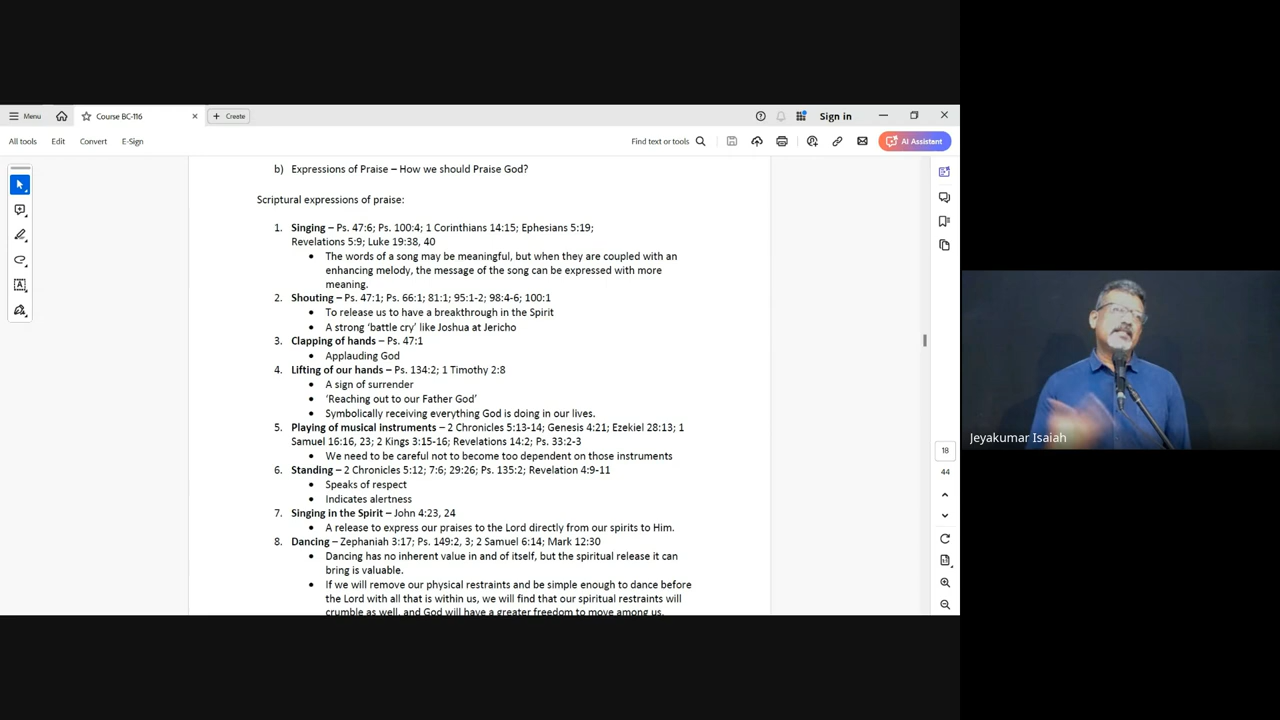 Course BC-116
Create
Sign in
Menu
All tools
Edit
Convert
E-Sign
Find text or tools
AI Assistant
b) Expressions of Praise – How we should Praise God?
Scriptural expressions of praise:
1. Singing – Ps. 47:6; Ps. 100:4; 1 Corinthians 14:15; Ephesians 5:19;
Revelations 5:9; Luke 19:38, 40
• The words of a song may be meaningful, but when they are coupled with an
enhancing melody, the message of the song can be expressed with more
meaning.
2. Shouting – Ps. 47:1; Ps. 66:1; 81:1; 95:1-2; 98:4-6; 100:1
• To release us to have a breakthrough in the Spirit
• A strong ‘battle cry’ like Joshua at Jericho
3. Clapping of hands – Ps. 47:1
• Applauding God
4. Lifting of our hands – Ps. 134:2; 1 Timothy 2:8
• A sign of surrender
• ‘Reaching out to our Father God’
• Symbolically receiving everything God is doing in our lives.
5. Playing of musical instruments – 2 Chronicles 5:13-14; Genesis 4:21; Ezekiel 28:13; 1
Samuel 16:16, 23; 2 Kings 3:15-16; Revelations 14:2; Ps. 33:2-3
• We need to be careful not to become too dependent on those instruments
6. Standing – 2 Chronicles 5:12; 7:6; 29:26; Ps. 135:2; Revelation 4:9-11
• Speaks of respect
• Indicates alertness
7. Singing in the Spirit – John 4:23, 24
• A release to express our praises to the Lord directly from our spirits to Him.
8. Dancing – Zephaniah 3:17; Ps. 149:2, 3; 2 Samuel 6:14; Mark 12:30
• Dancing has no inherent value in and of itself, but the spiritual release it can
bring is valuable.
• If we will remove our physical restraints and be simple enough to dance before
the Lord with all that is within us, we will find that our spiritual restraints will
crumble as well, and God will have a greater freedom to move among us.
18
44
Jeyakumar Isaiah